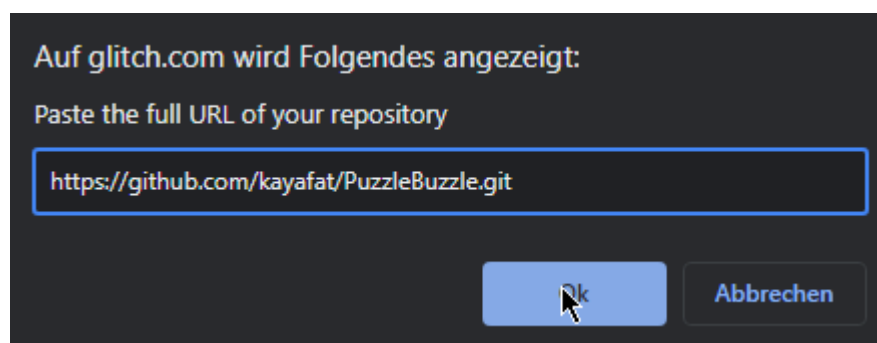 Auf glitch.com wird Folgendes angezeigt:
Paste the full URL of your repository
https://github.com/kayafat/PuzzleBuzzle.git
Ok Abbrechen